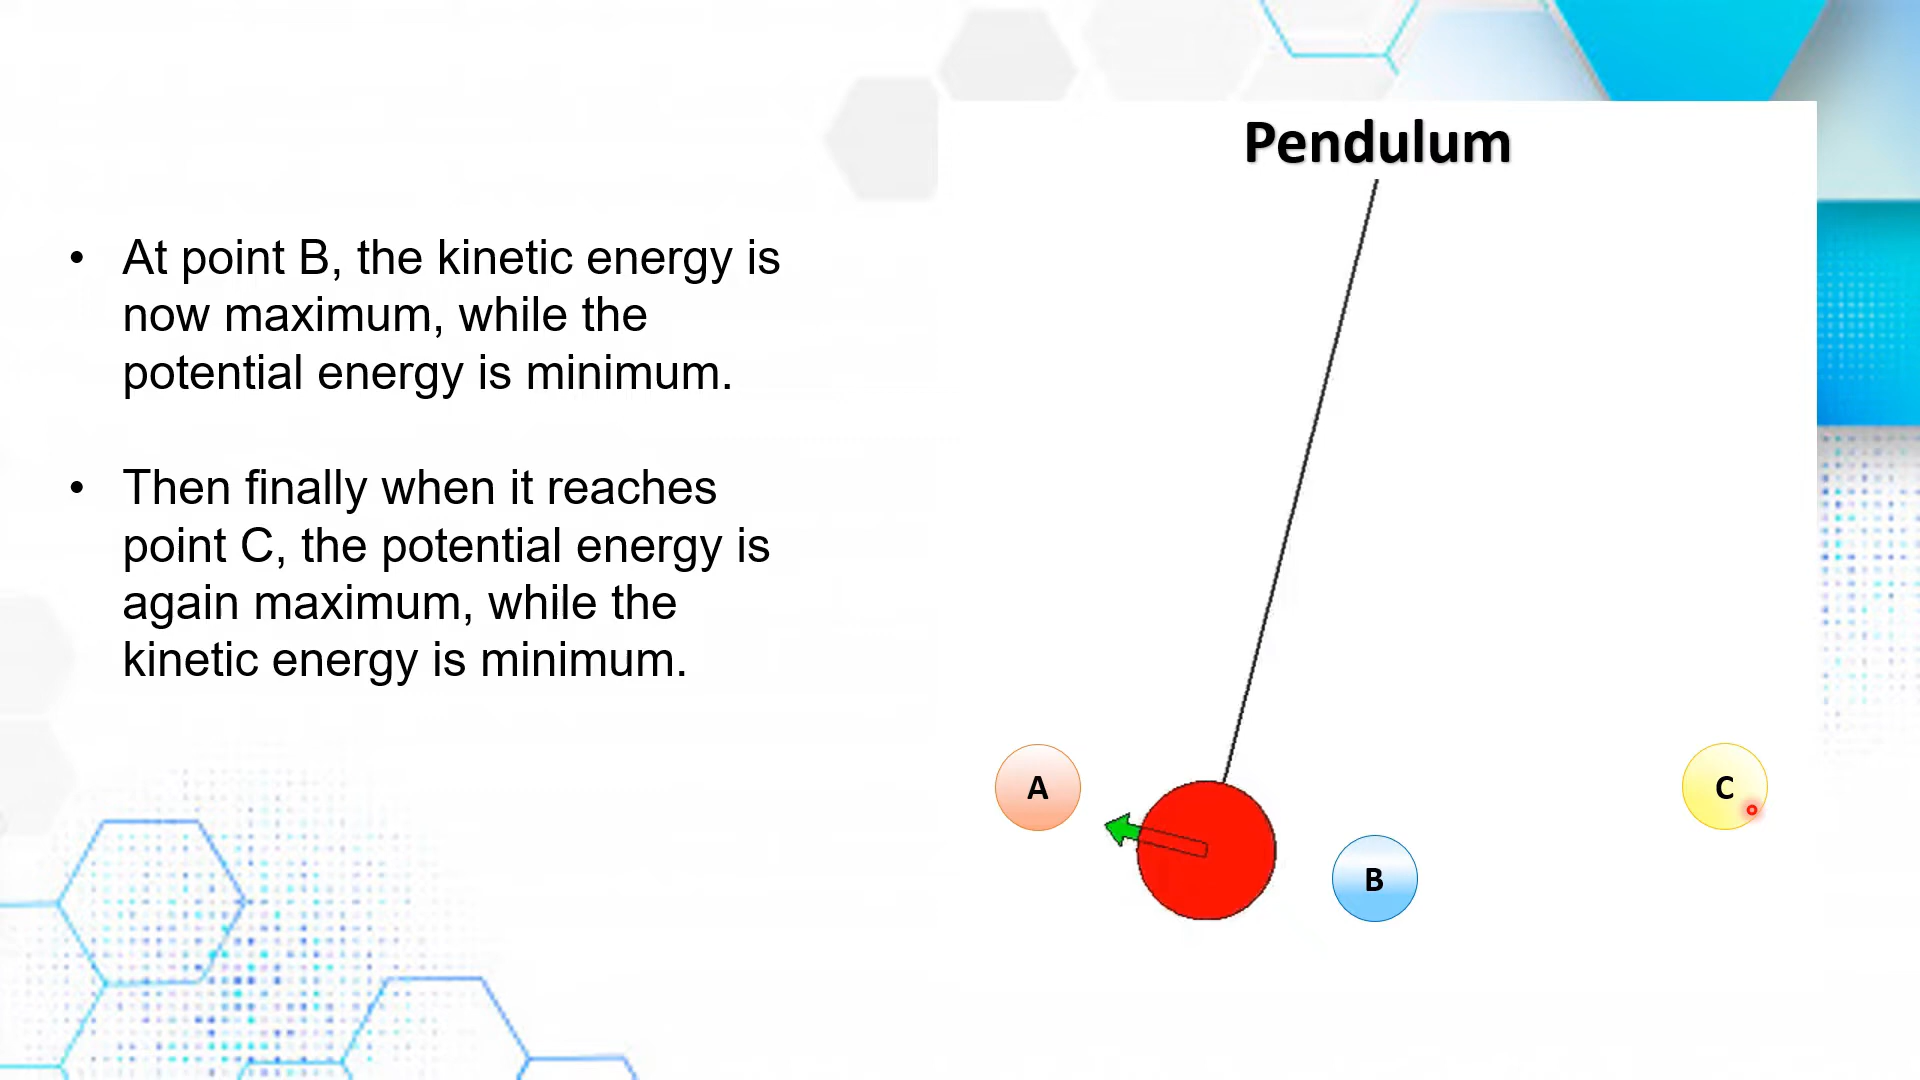 Pendulum
• At point B, the kinetic energy is
now maximum, while the
potential energy is minimum.
• Then finally when it reaches
point C, the potential energy is
again maximum, while the
kinetic energy is minimum.
A
B
C